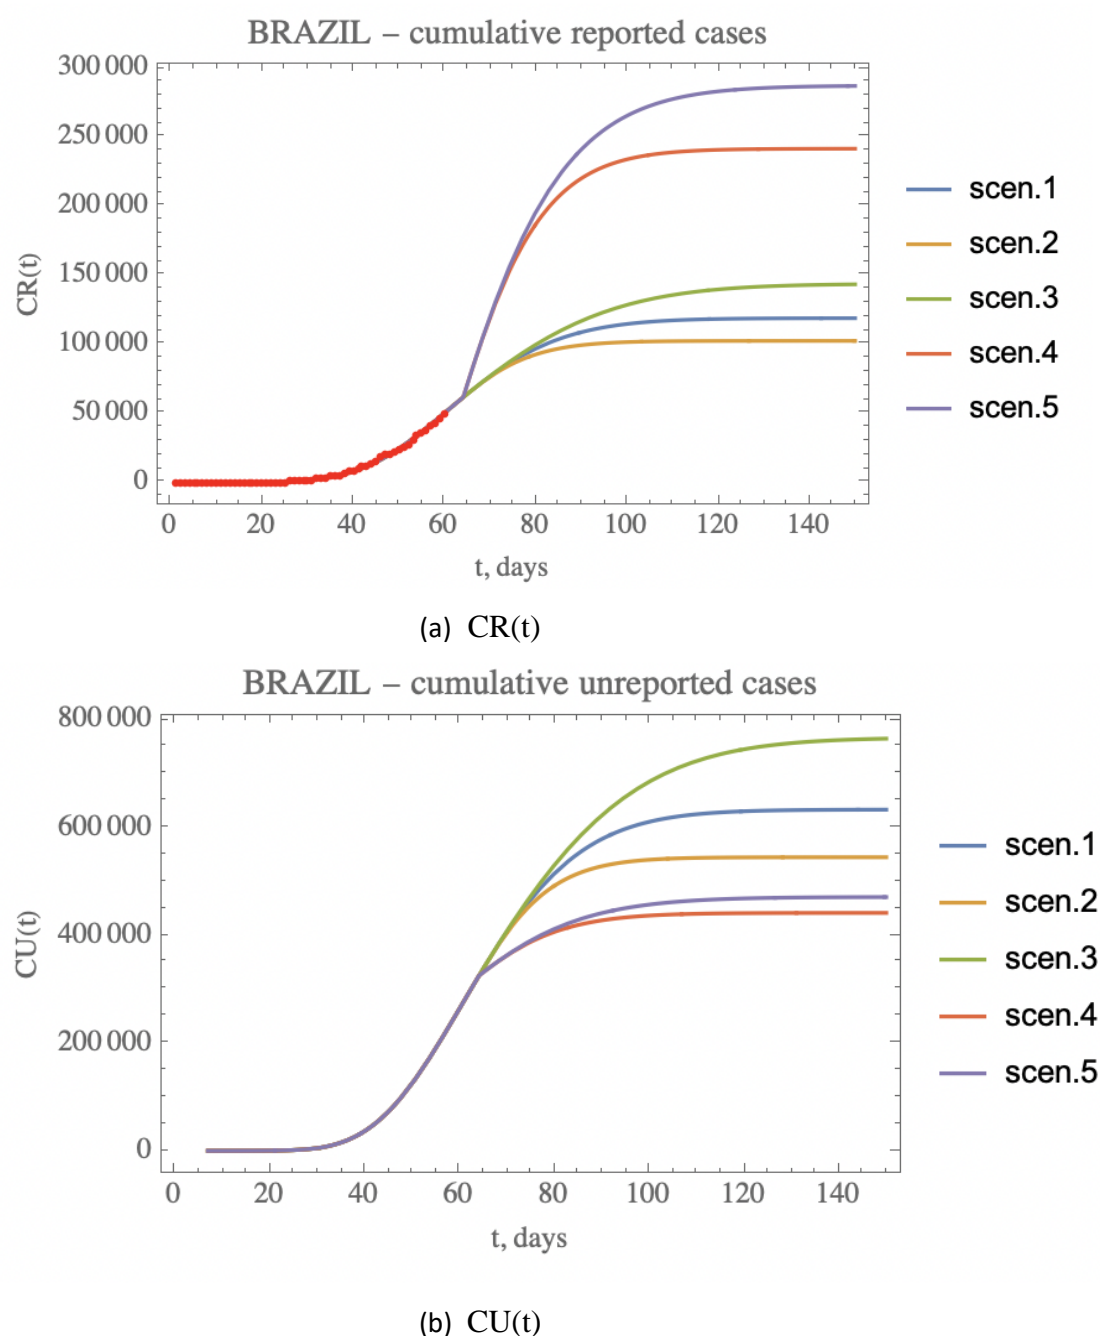 BRAZIL – cumulative reported cases
300 000
250 000
200 000
150 000
100 000
50 000
0
CR(t)
0 20 40 60 80 100 120 140
t, days
scen.1
scen.2
scen.3
scen.4
scen.5
(a) CR(t)
BRAZIL – cumulative unreported cases
800 000
600 000
400 000
200 000
0
CU(t)
0 20 40 60 80 100 120 140
t, days
scen.1
scen.2
scen.3
scen.4
scen.5
(b) CU(t)